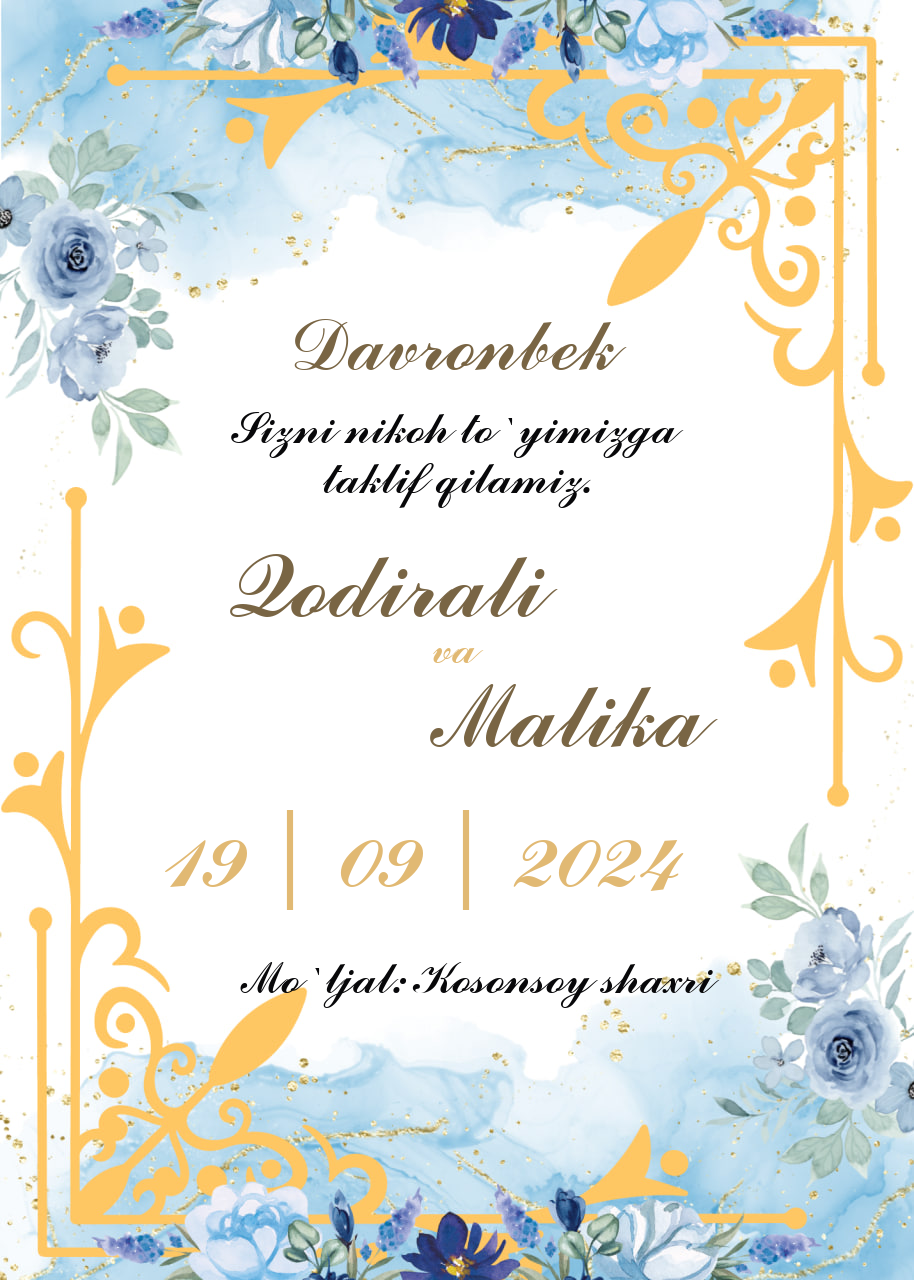 Davronbek
Sizni nikoh to`yimizga
taklif qilamiz.
Qodirali
va
Malika
19 | 09 | 2024
Mo`ljal: Kosonsoy shaxri